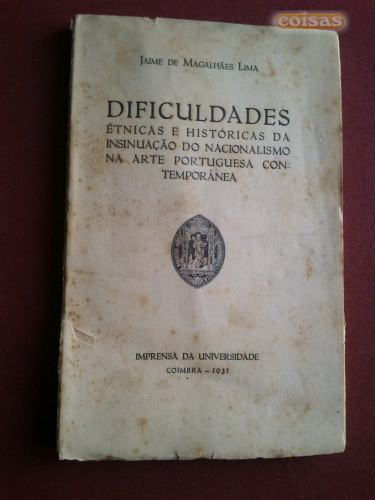 coisas
JAIME DE MAGALHÃES LIMA
DIFICULDADES
ÉTNICAS E HISTÓRICAS DA
INSINUAÇÃO DO NACIONALISMO
NA ARTE PORTUGUESA CON-
TEMPORÂNEA
IMPRENSA DA UNIVERSIDADE
COIMBRA – 1931